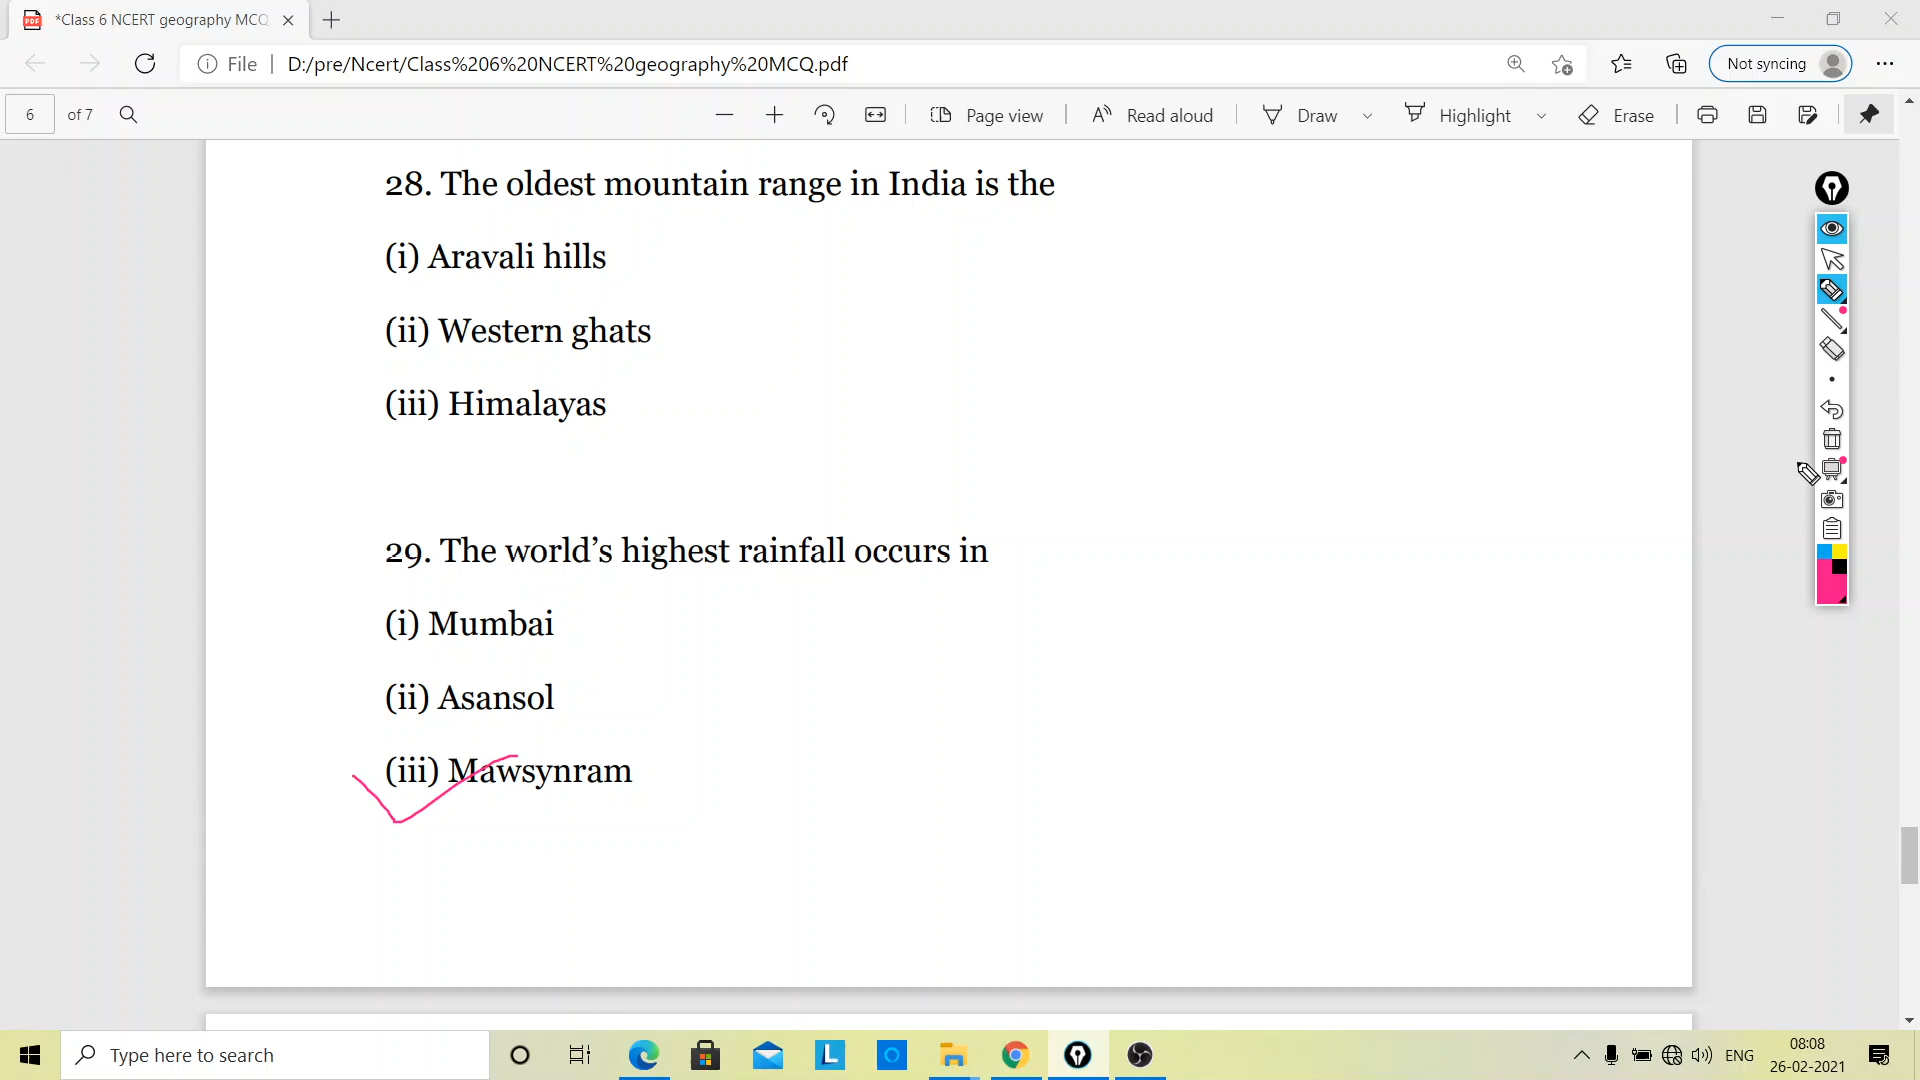 *Class 6 NCERT geography MCQ
File
D:/pre/Ncert/Class%206%20NCERT%20geography%20MCQ.pdf
Not syncing
6 of 7
Page view
Read aloud
Draw
Highlight
Erase
28. The oldest mountain range in India is the
(i) Aravali hills
(ii) Western ghats
(iii) Himalayas
29. The world’s highest rainfall occurs in
(i) Mumbai
(ii) Asansol
(iii) Mawsynram
Type here to search
L
ENG
08:08
26-02-2021